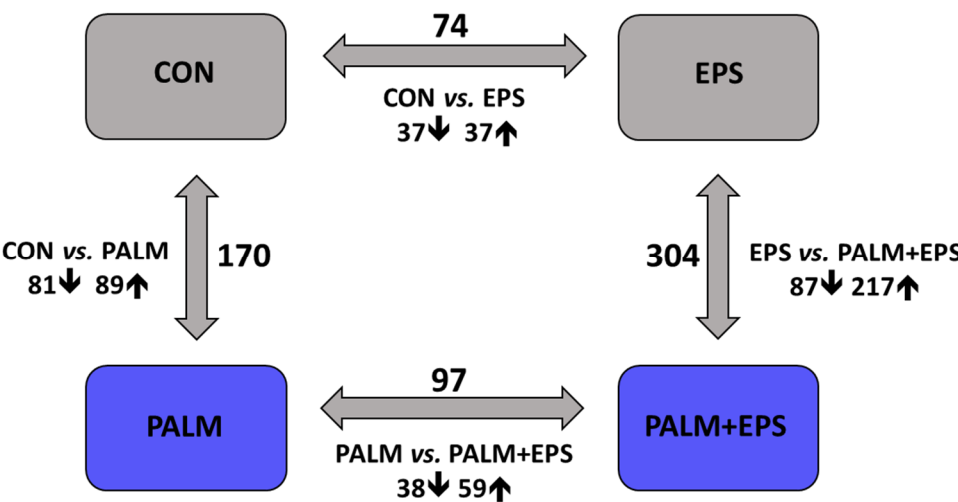 74
CON
EPS
CON vs. EPS
37↓ 37↑
CON vs. PALM
81↓ 89↑
170
304
EPS vs. PALM+EPS
87↓ 217↑
97
PALM
PALM+EPS
PALM vs. PALM+EPS
38↓ 59↑